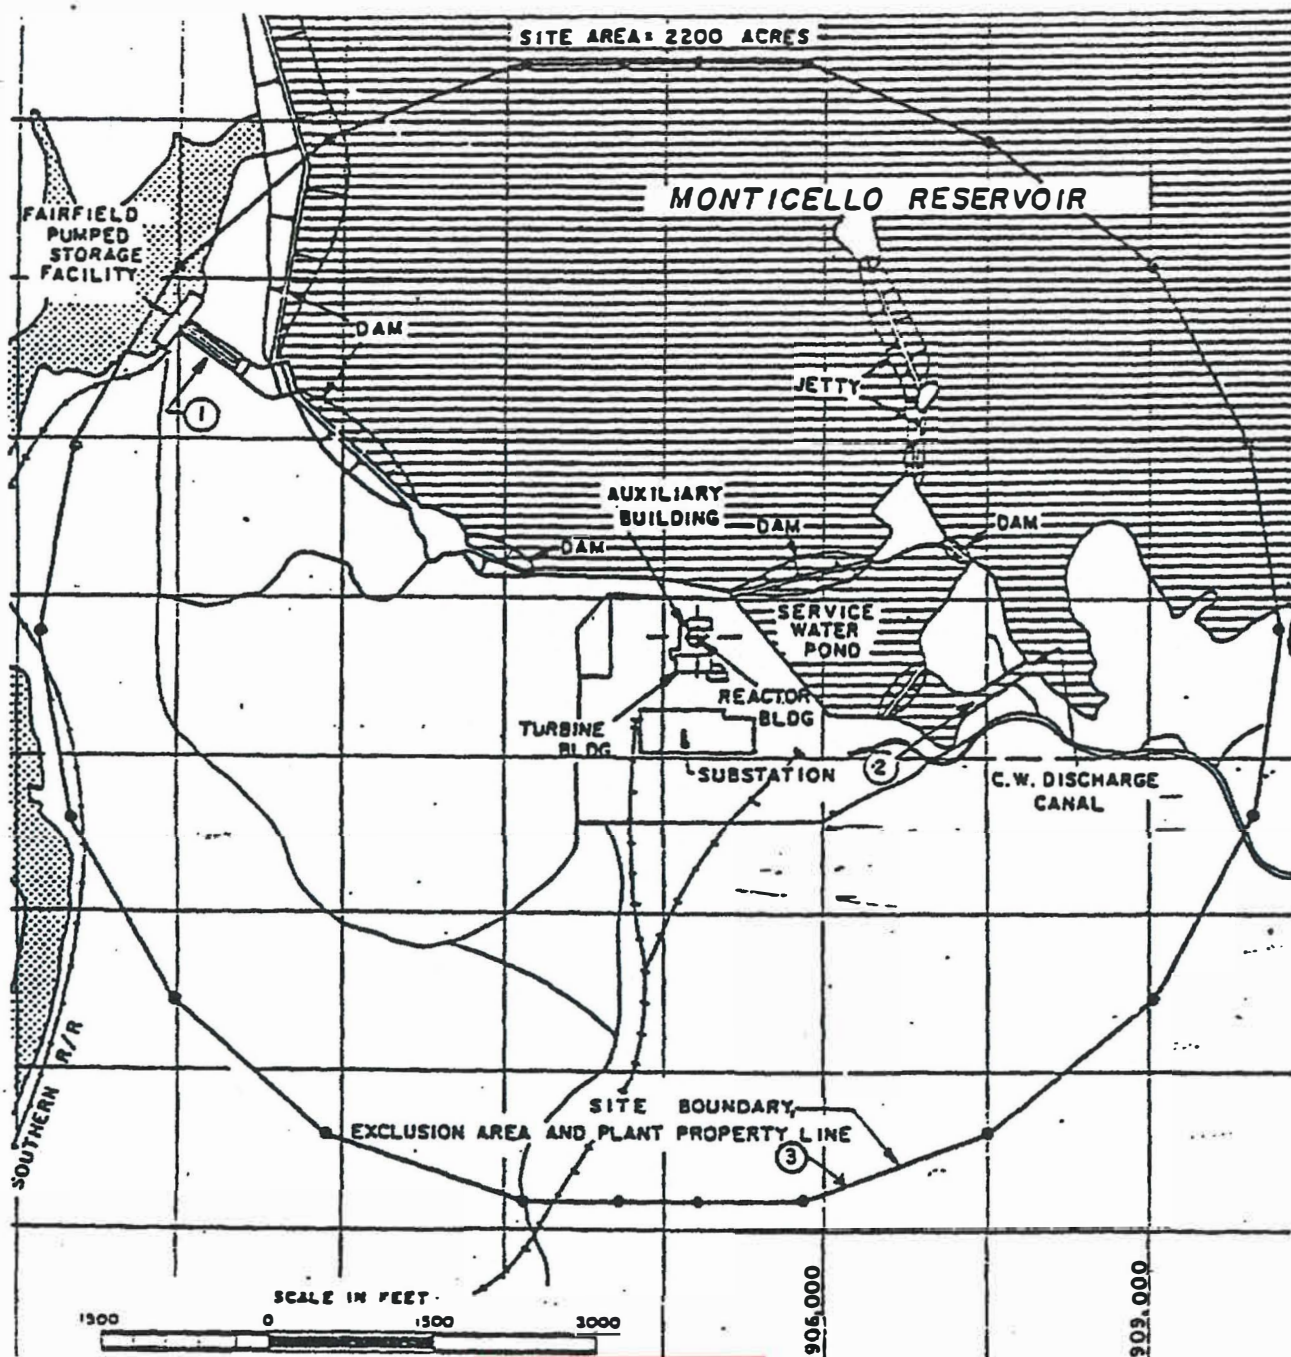 SITE AREA= 2200 ACRES
MONTICELLO RESERVOIR
FAIRFIELD
PUMPED
STORAGE
FACILITY
DAM
JETTY
1
AUXILIARY
BUILDING
DAM
DAM
DAM
SERVICE
WATER
POND
REACTOR
BLDG
TURBINE
BLDG.
SUBSTATION
2
C.W. DISCHARGE
CANAL
SOUTHERN R/R
SITE BOUNDARY,
EXCLUSION AREA AND PLANT PROPERTY LINE
3
SCALE IN FEET
1500 0 1500 3000
906,000
909,000